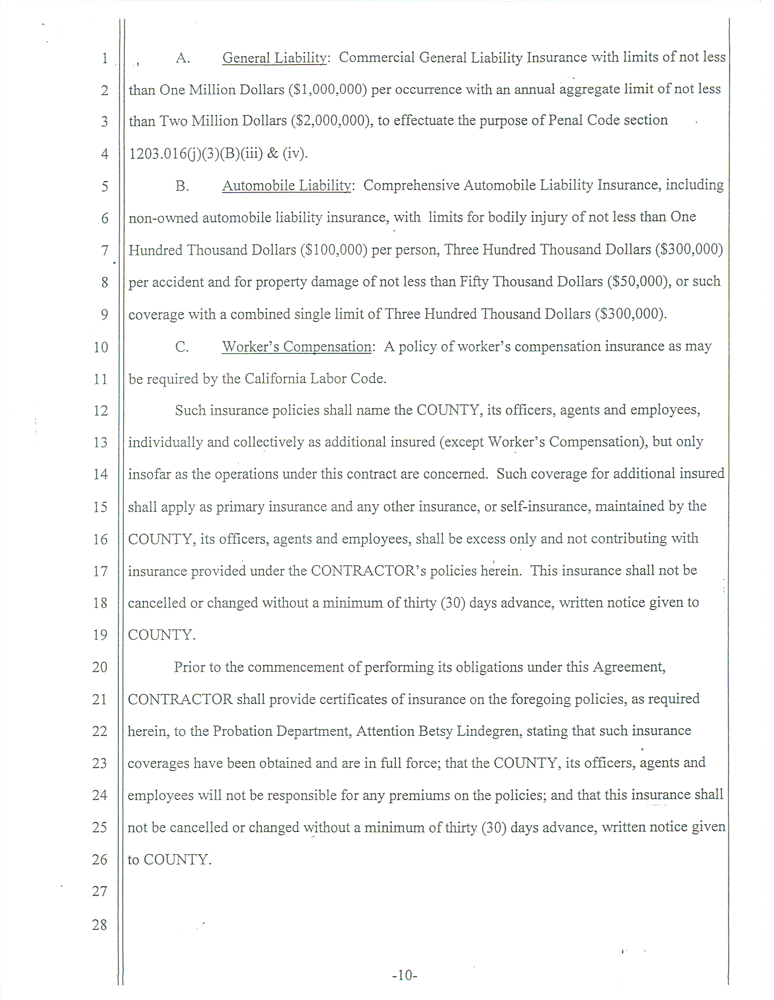 1 A. General Liability: Commercial General Liability Insurance with limits of not less
2 than One Million Dollars ($1,000,000) per occurrence with an annual aggregate limit of not less
3 than Two Million Dollars ($2,000,000), to effectuate the purpose of Penal Code section
4 1203.016(j)(3)(B)(iii) & (iv).
5 B. Automobile Liability: Comprehensive Automobile Liability Insurance, including
6 non-owned automobile liability insurance, with limits for bodily injury of not less than One
7 Hundred Thousand Dollars ($100,000) per person, Three Hundred Thousand Dollars ($300,000)
8 per accident and for property damage of not less than Fifty Thousand Dollars ($50,000), or such
9 coverage with a combined single limit of Three Hundred Thousand Dollars ($300,000).
10 C. Worker's Compensation: A policy of worker's compensation insurance as may
11 be required by the California Labor Code.
12 Such insurance policies shall name the COUNTY, its officers, agents and employees,
13 individually and collectively as additional insured (except Worker's Compensation), but only
14 insofar as the operations under this contract are concerned. Such coverage for additional insured
15 shall apply as primary insurance and any other insurance, or self-insurance, maintained by the
16 COUNTY, its officers, agents and employees, shall be excess only and not contributing with
17 insurance provided under the CONTRACTOR's policies herein. This insurance shall not be
18 cancelled or changed without a minimum of thirty (30) days advance, written notice given to
19 COUNTY.
20 Prior to the commencement of performing its obligations under this Agreement,
21 CONTRACTOR shall provide certificates of insurance on the foregoing policies, as required
22 herein, to the Probation Department, Attention Betsy Lindegren, stating that such insurance
23 coverages have been obtained and are in full force; that the COUNTY, its officers, agents and
24 employees will not be responsible for any premiums on the policies; and that this insurance shall
25 not be cancelled or changed without a minimum of thirty (30) days advance, written notice given
26 to COUNTY.
27
28
-10-